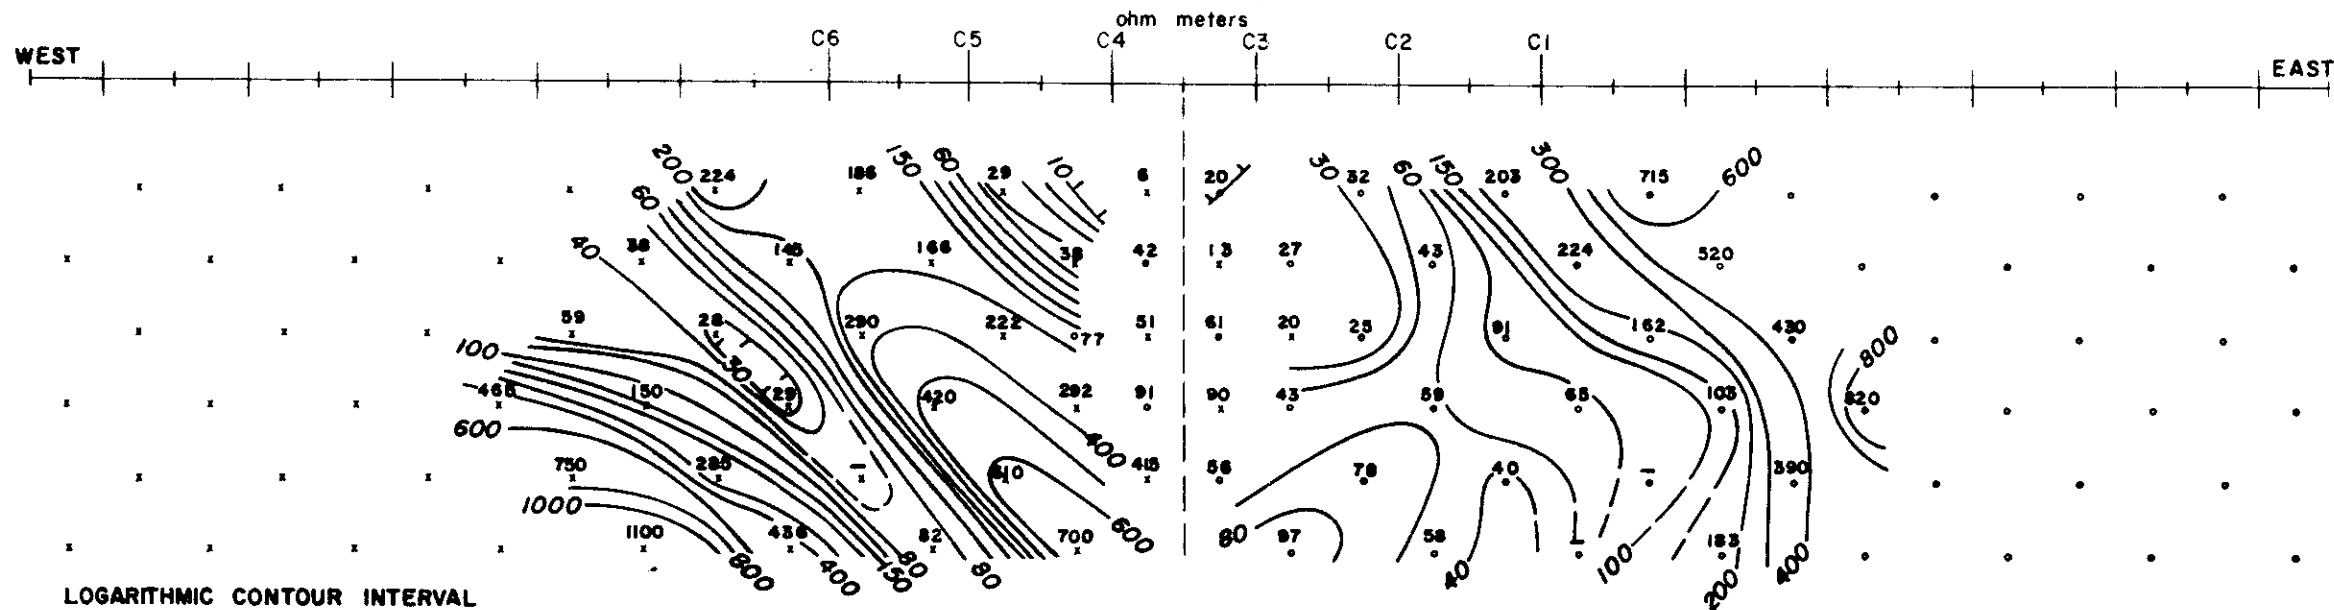 ohm meters
C6 C5 C4 C3 C2 C1
WEST
EAST
200 150 60 10 30 60 150 300 600
224 186 29 6 20 32 203 715
60
40 38 145 166 38 42 13 27 43 224 520
59 28 290 222 77 51 61 20 25 91 162 430
100 30 800
465 150 29 420 292 91 90 43 59 65 103 820
600 400
750 285 – 610 415 56 78 40 – 390
1000 600
1100 436 82 700 80 97 58 – 183
800 400 150 80 80 40 100 200 400
LOGARITHMIC CONTOUR INTERVAL